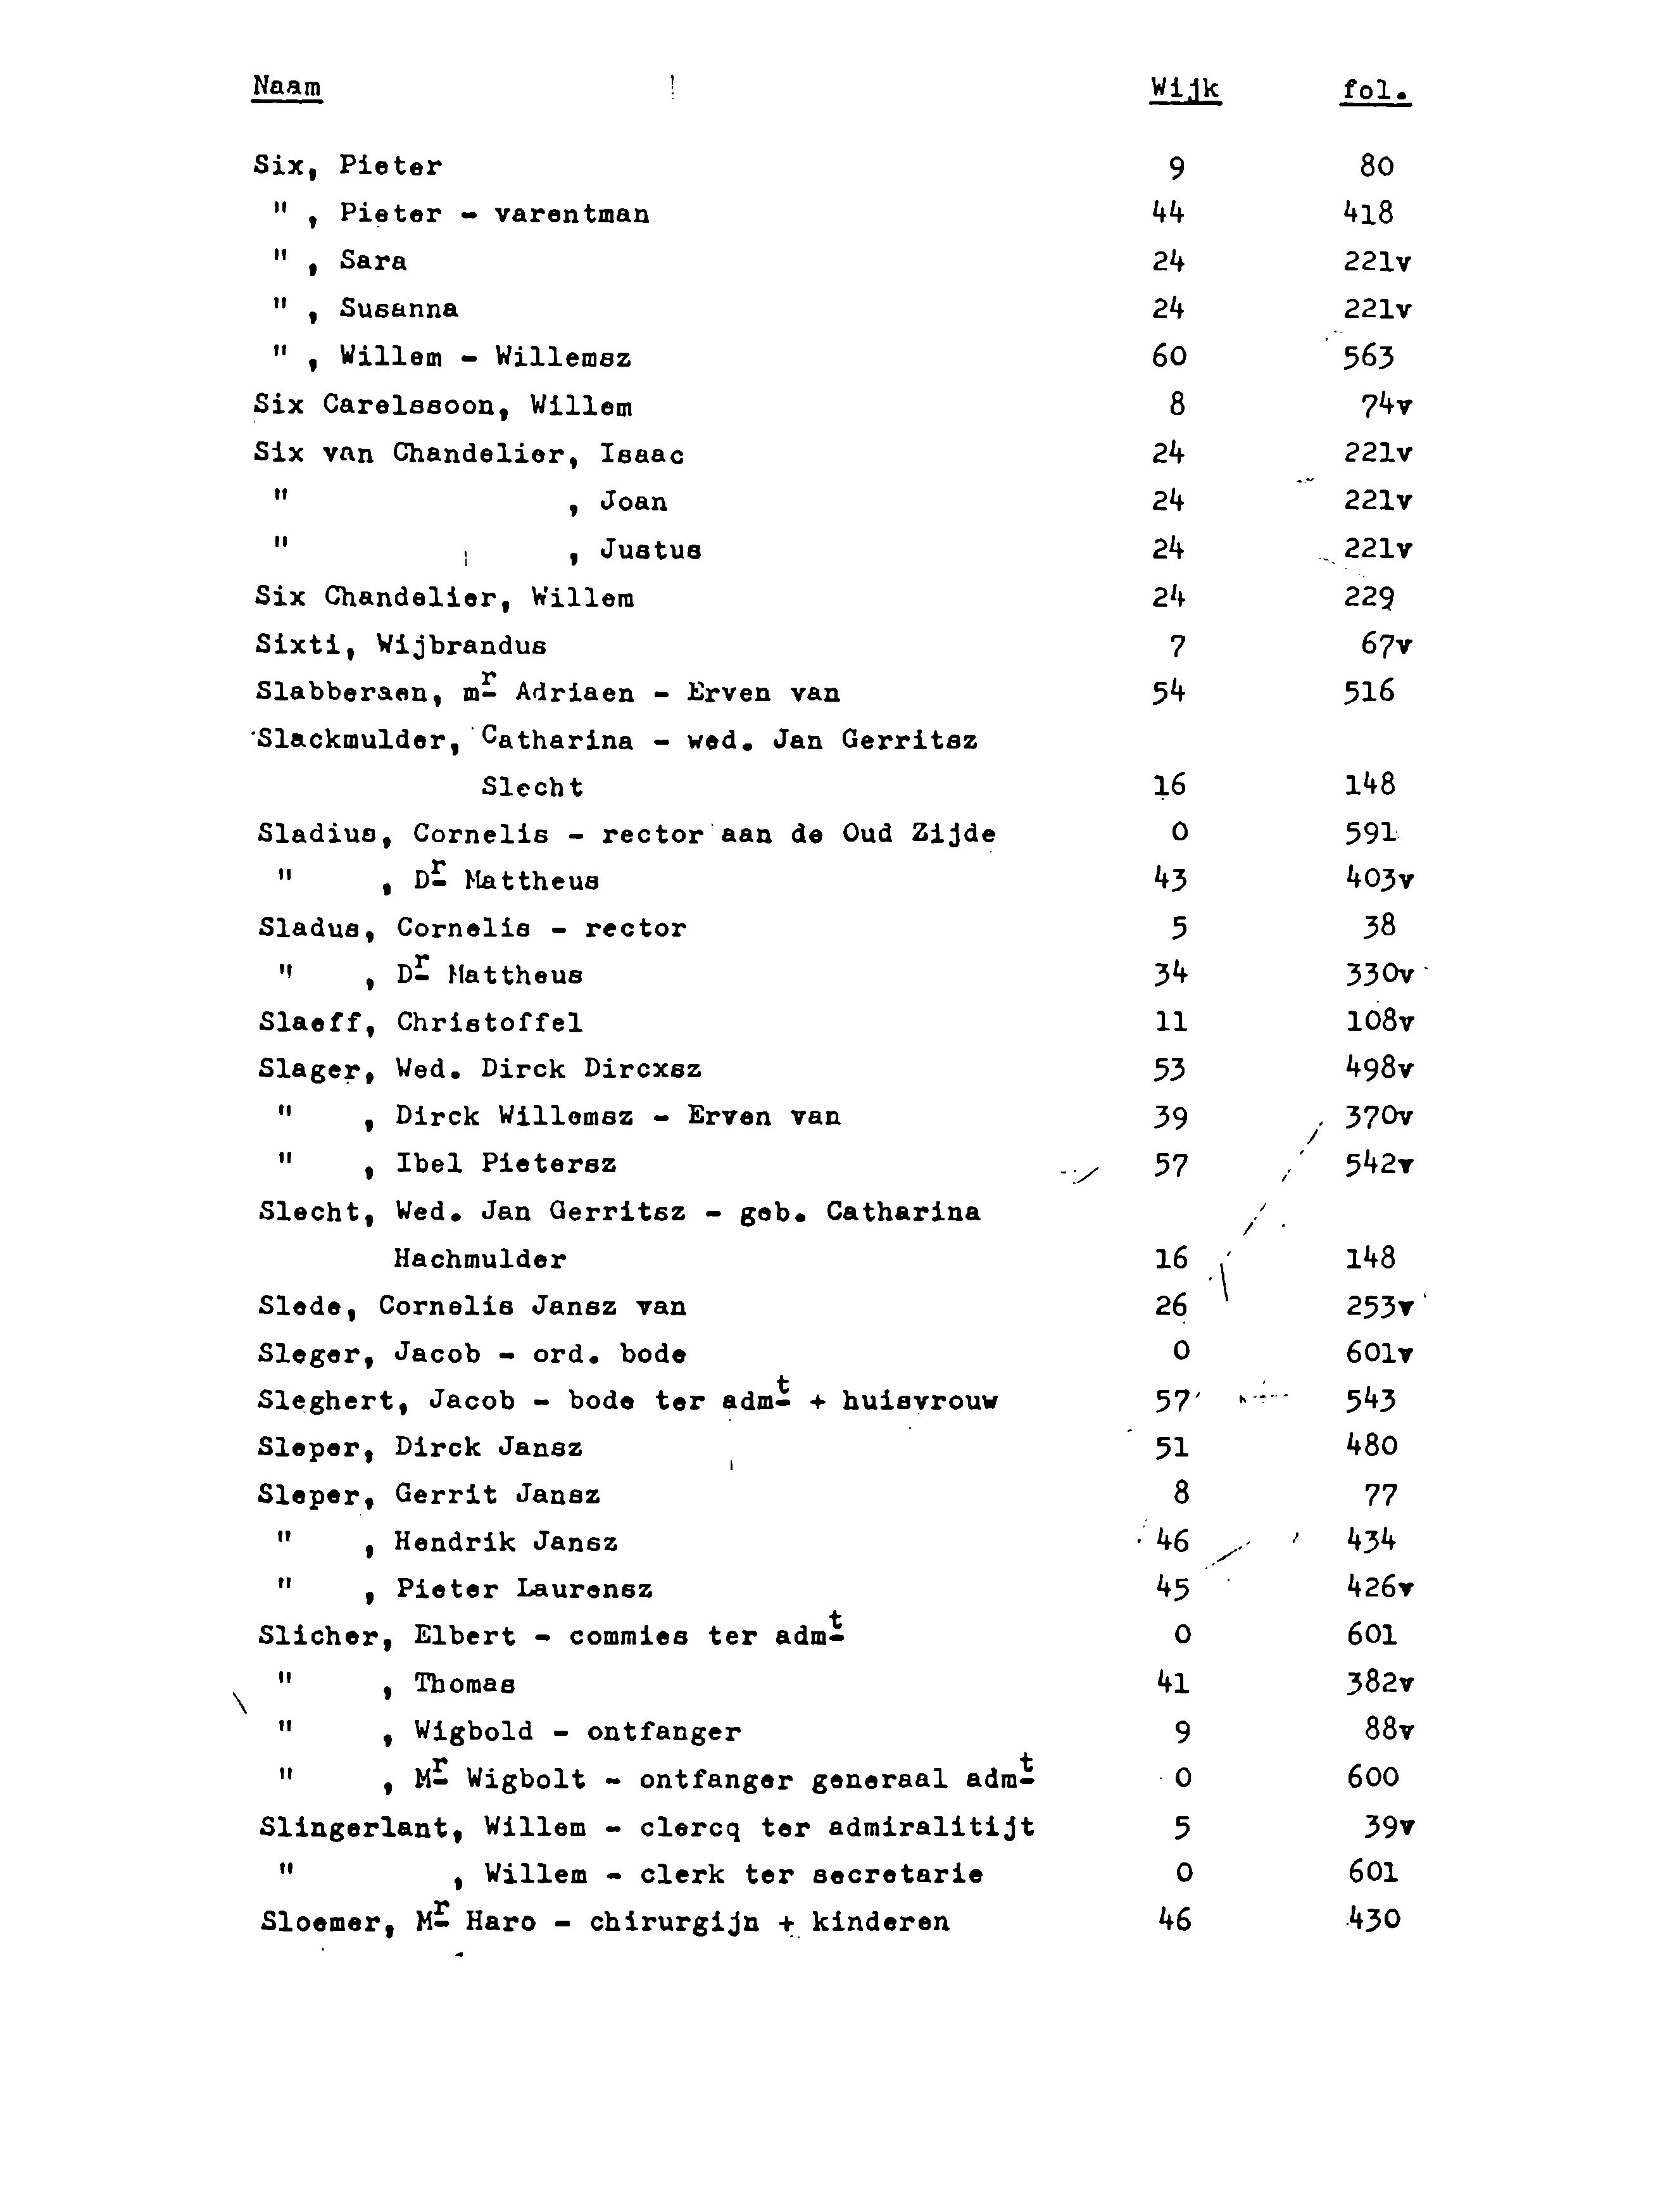 Naam Wijk fol.
Six, Pieter 9 80
" , Pieter - varentman 44 418
" , Sara 24 221v
" , Susanna 24 221v
" , Willem - Willemsz 60 563
Six Carelssoon, Willem 8 74v
Six van Chandelier, Isaac 24 221v
" , Joan 24 221v
" , Justus 24 221v
Six Chandelier, Willem 24 229
Sixti, Wijbrandus 7 67v
Slabbersen, mr Adriaen - Erven van 54 516
Slackmulder, Catharina - wed. Jan Gerritsz
Slecht 16 148
Sladius, Cornelis - rector aan de Oud Zijde 0 591
" , Dr Mattheus 43 403v
Sladus, Cornelis - rector 5 38
" , Dr Mattheus 34 330v
Slaeff, Christoffel 11 108v
Slager, Wed. Dirck Dircxsz 53 498v
" , Dirck Willemsz - Erven van 39 370v
" , Ibel Pietersz 57 542v
Slecht, Wed. Jan Gerritsz - geb. Catharina
Hachmulder 16 148
Slede, Cornelis Jansz van 26 253v
Sleger, Jacob - ord. bode 0 601v
Sleghert, Jacob - bode ter admt + huisvrouw 57 543
Sleper, Dirck Jansz 51 480
Sleper, Gerrit Jansz 8 77
" , Hendrik Jansz 46 434
" , Pieter Laurensz 45 426v
Slicher, Elbert - commies ter admt 0 601
" , Thomas 41 382v
" , Wigbold - ontfanger 9 88v
" , Mr Wigbolt - ontfanger generaal admt 0 600
Slingerlant, Willem - clercq ter admiralitijt 5 39v
" , Willem - clerk ter secretarie 0 601
Sloemer, Mr Haro - chirurgijn + kinderen 46 430